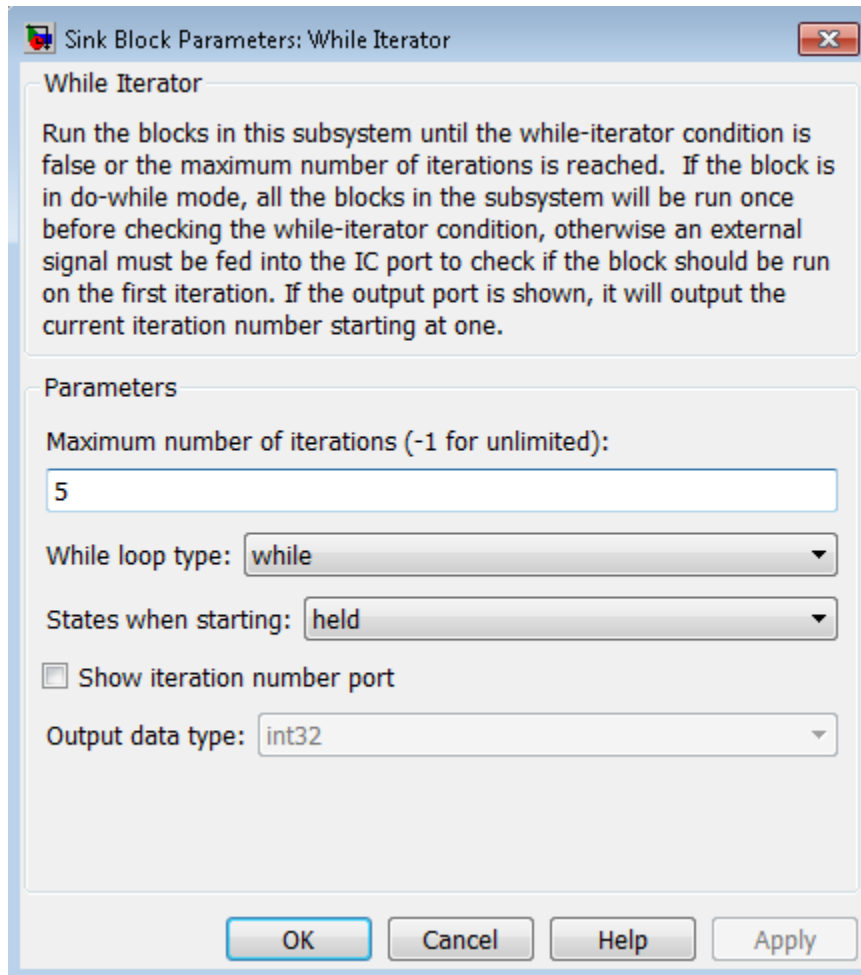 Sink Block Parameters: While Iterator
While Iterator
Run the blocks in this subsystem until the while-iterator condition is
false or the maximum number of iterations is reached.  If the block is
in do-while mode, all the blocks in the subsystem will be run once
before checking the while-iterator condition, otherwise an external
signal must be fed into the IC port to check if the block should be run
on the first iteration. If the output port is shown, it will output the
current iteration number starting at one.
Parameters
Maximum number of iterations (-1 for unlimited):
5
While loop type: while
States when starting: held
Show iteration number port
Output data type: int32
OK Cancel Help Apply